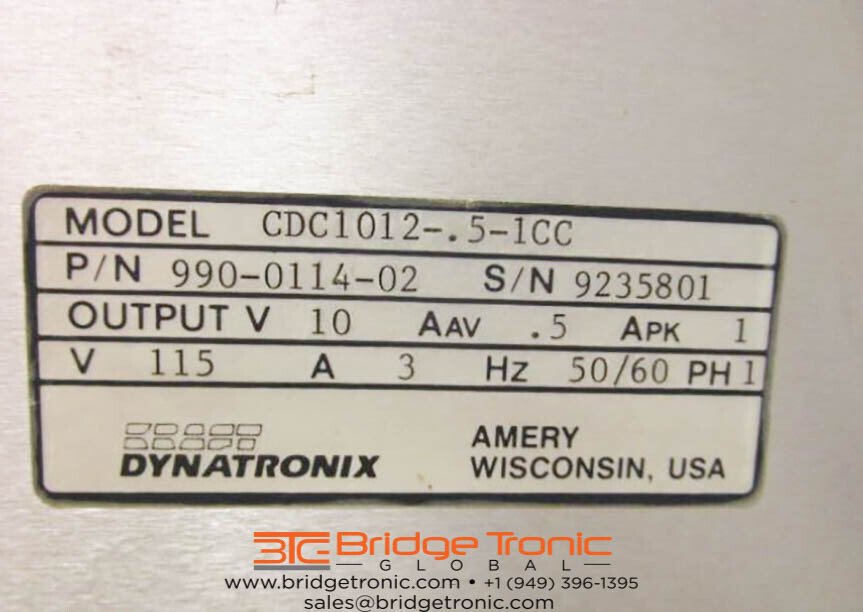 MODEL CDC1012-.5-1CC
P/N 990-0114-02 S/N 9235801
OUTPUT V 10 AAV .5 APK 1
V 115 A 3 Hz 50/60 PH 1
DYNATRONIX
AMERY
WISCONSIN, USA
BTG Bridge Tronic
GLOBAL
www.bridgetronic.com • +1 (949) 396-1395
sales@bridgetronic.com